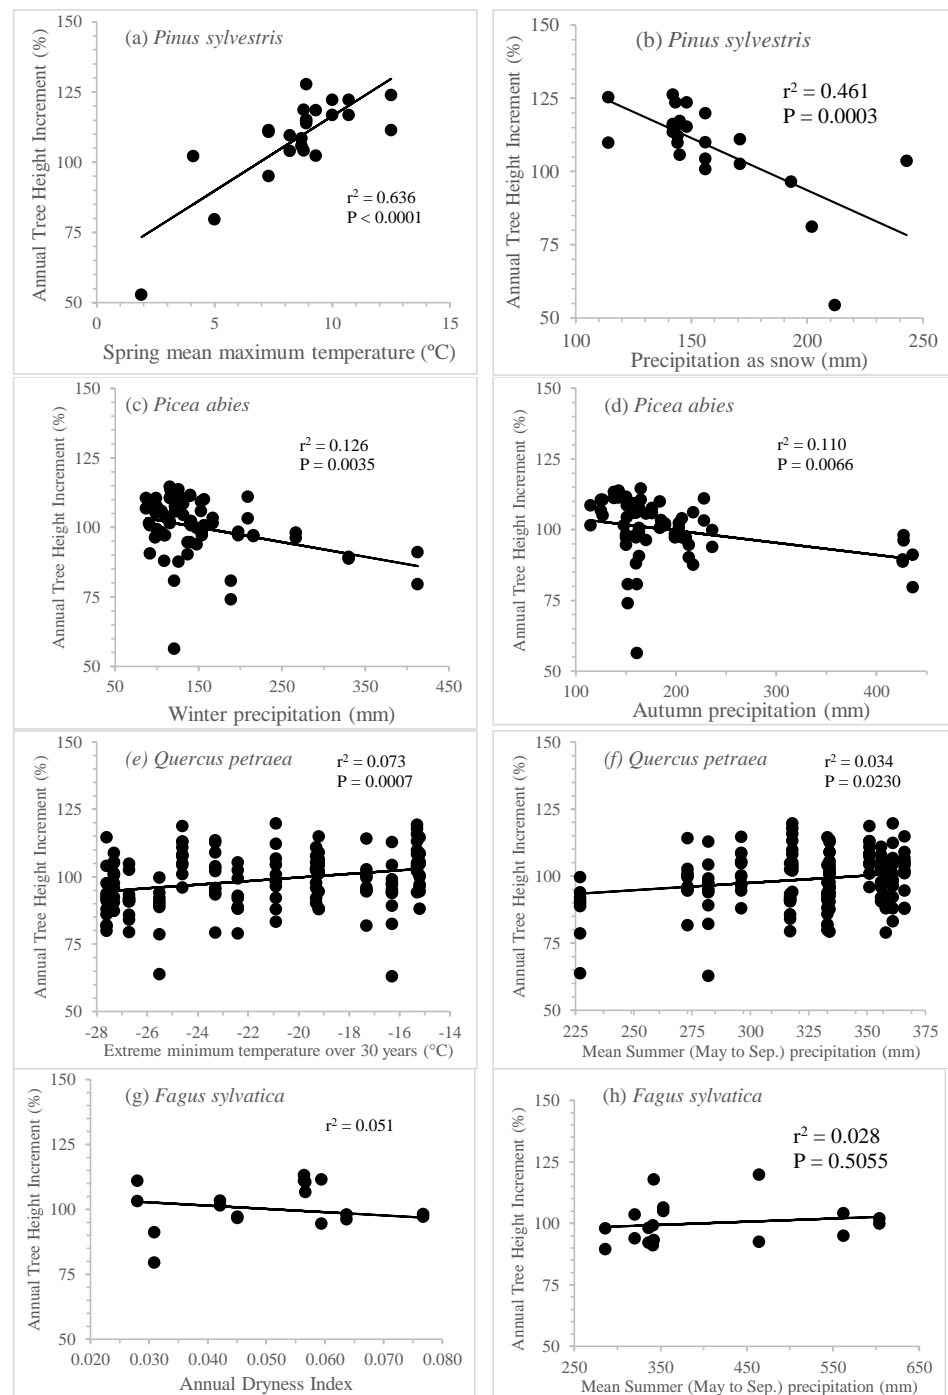 (a) Pinus sylvestris
Annual Tree Height Increment (%)
150
125
100
75
50
r² = 0.636
P < 0.0001
0 5 10 15
Spring mean maximum temperature (ºC)
(b) Pinus sylvestris
Annual Tree Height Increment (%)
150
125
100
75
50
r² = 0.461
P = 0.0003
100 150 200 250
Precipitation as snow (mm)
(c) Picea abies
Annual Tree Height Increment (%)
150
125
100
75
50
r² = 0.126
P = 0.0035
50 150 250 350 450
Winter precipitation (mm)
(d) Picea abies
Annual Tree Height Increment (%)
150
125
100
75
50
r² = 0.110
P = 0.0066
100 200 300 400
Autumn precipitation (mm)
(e) Quercus petraea
Annual Tree Height Increment (%)
150
125
100
75
50
r² = 0.073
P = 0.0007
-28 -26 -24 -22 -20 -18 -16 -14
Extreme minimum temperature over 30 years (°C)
(f) Quercus petraea
Annual Tree Height Increment (%)
150
125
100
75
50
r² = 0.034
P = 0.0230
225 250 275 300 325 350 375
Mean Summer (May to Sep.) precipitation (mm)
(g) Fagus sylvatica
Annual Tree Height Increment (%)
150
125
100
75
50
r² = 0.051
0.020 0.030 0.040 0.050 0.060 0.070 0.080
Annual Dryness Index
(h) Fagus sylvatica
Annual Tree Height Increment (%)
150
125
100
75
50
r² = 0.028
P = 0.5055
250 350 450 550 650
Mean Summer (May to Sep.) precipitation (mm)